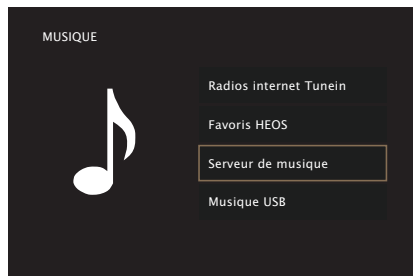 MUSIQUE
Radios internet Tunein
Favoris HEOS
Serveur de musique
Musique USB